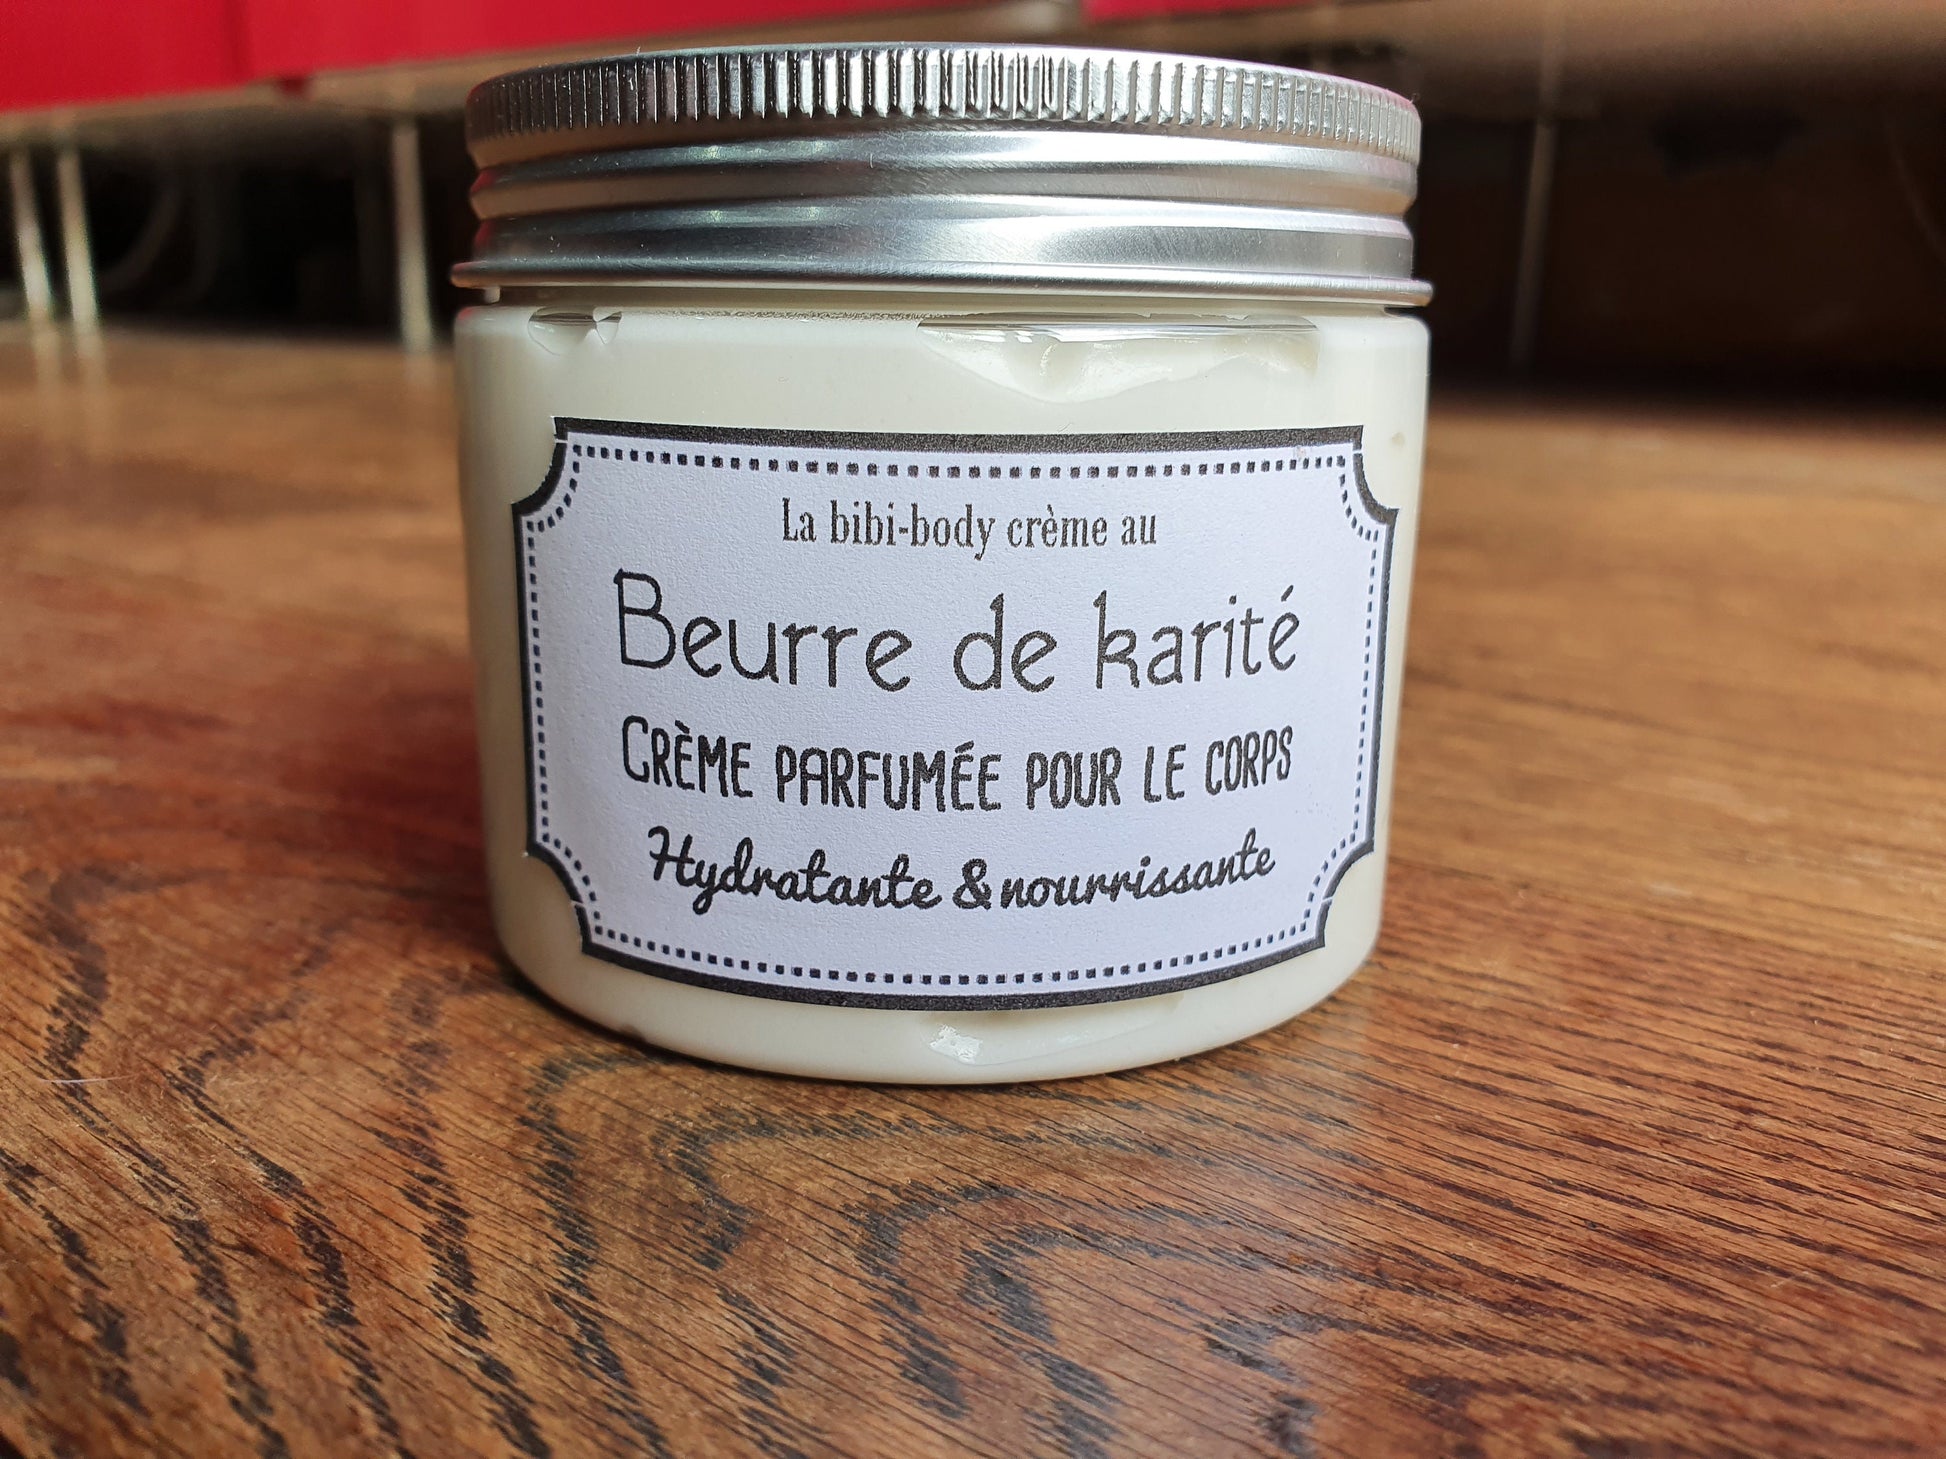 La bibi-body crème au
Beurre de karité
CRÈME PARFUMÉE POUR LE CORPS
Hydratante & nourrissante